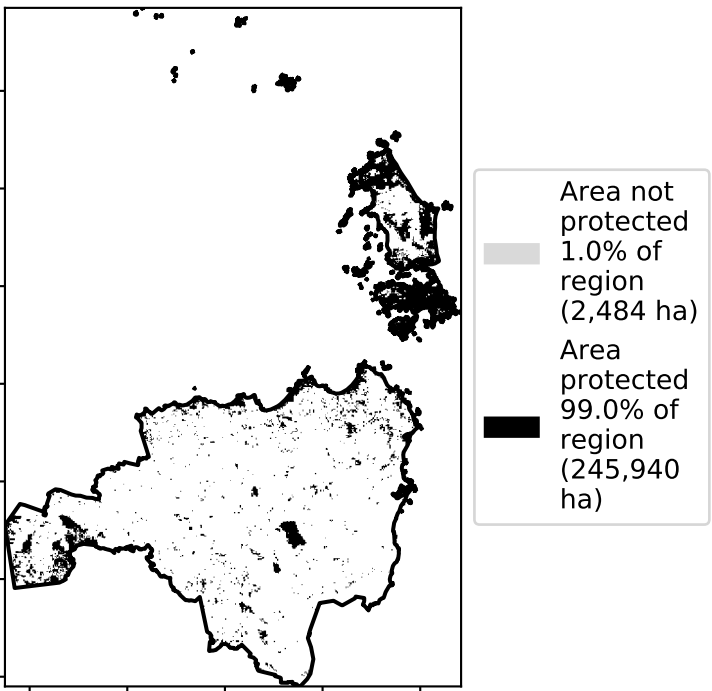 Area not
protected
1.0% of
region
(2,484 ha)
Area
protected
99.0% of
region
(245,940
ha)